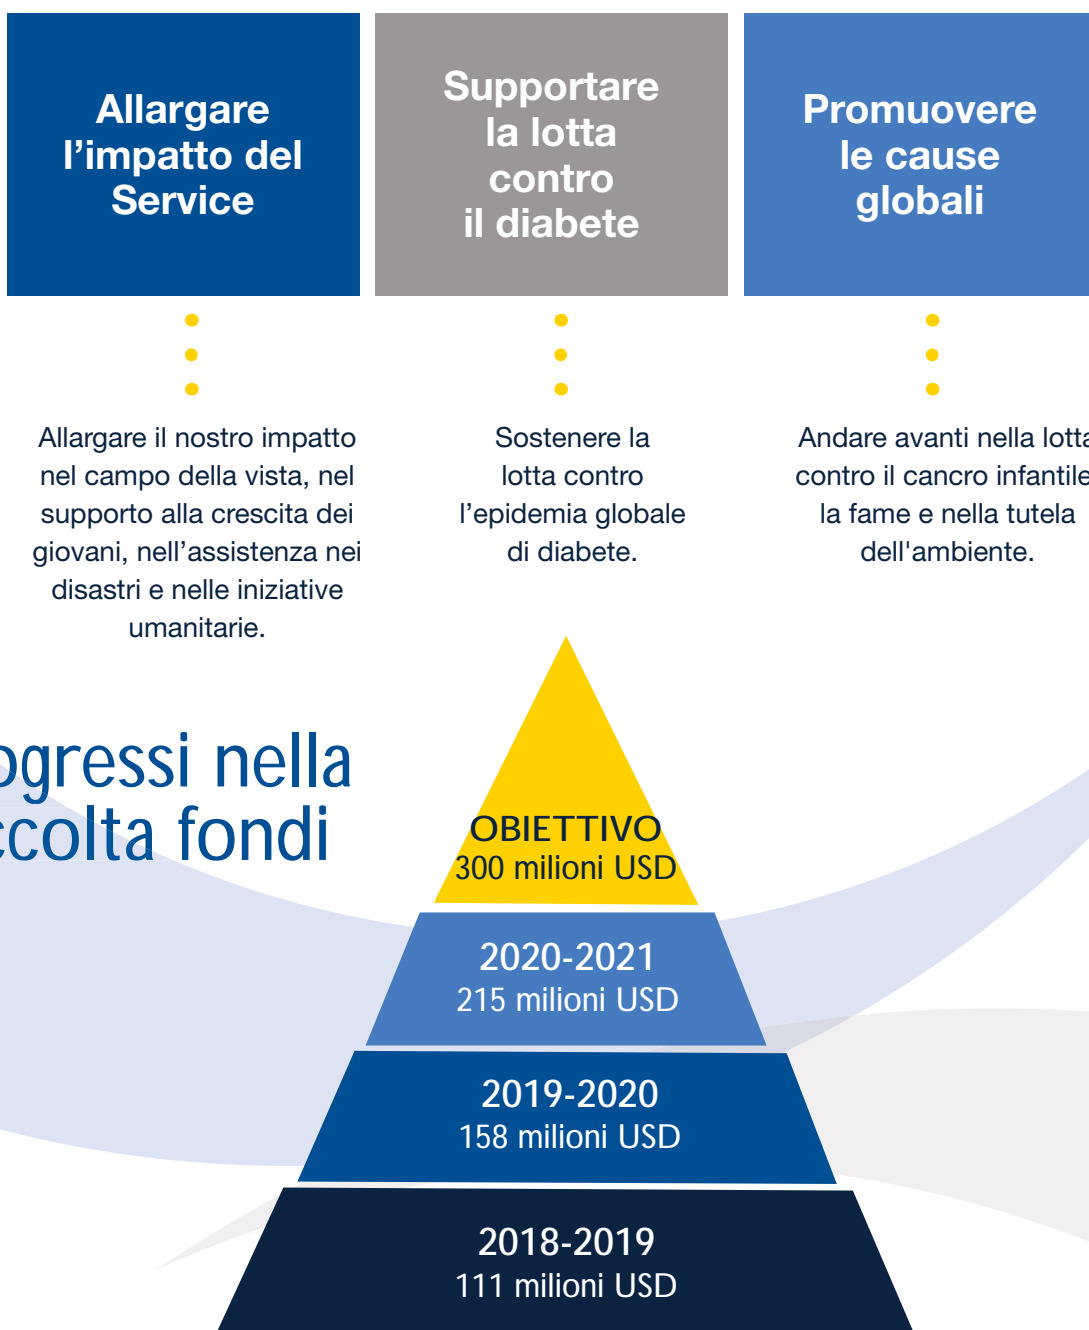 Allargare
l’impatto del
Service
Supportare
la lotta
contro
il diabete
Promuovere
le cause
globali
Allargare il nostro impatto
nel campo della vista, nel
supporto alla crescita dei
giovani, nell’assistenza nei
disastri e nelle iniziative
umanitarie.
Sostenere la
lotta contro
l’epidemia globale
di diabete.
Andare avanti nella lotta
contro il cancro infantile
la fame e nella tutela
dell'ambiente.
ogressi nella
ccolta fondi
OBIETTIVO
300 milioni USD
2020-2021
215 milioni USD
2019-2020
158 milioni USD
2018-2019
111 milioni USD